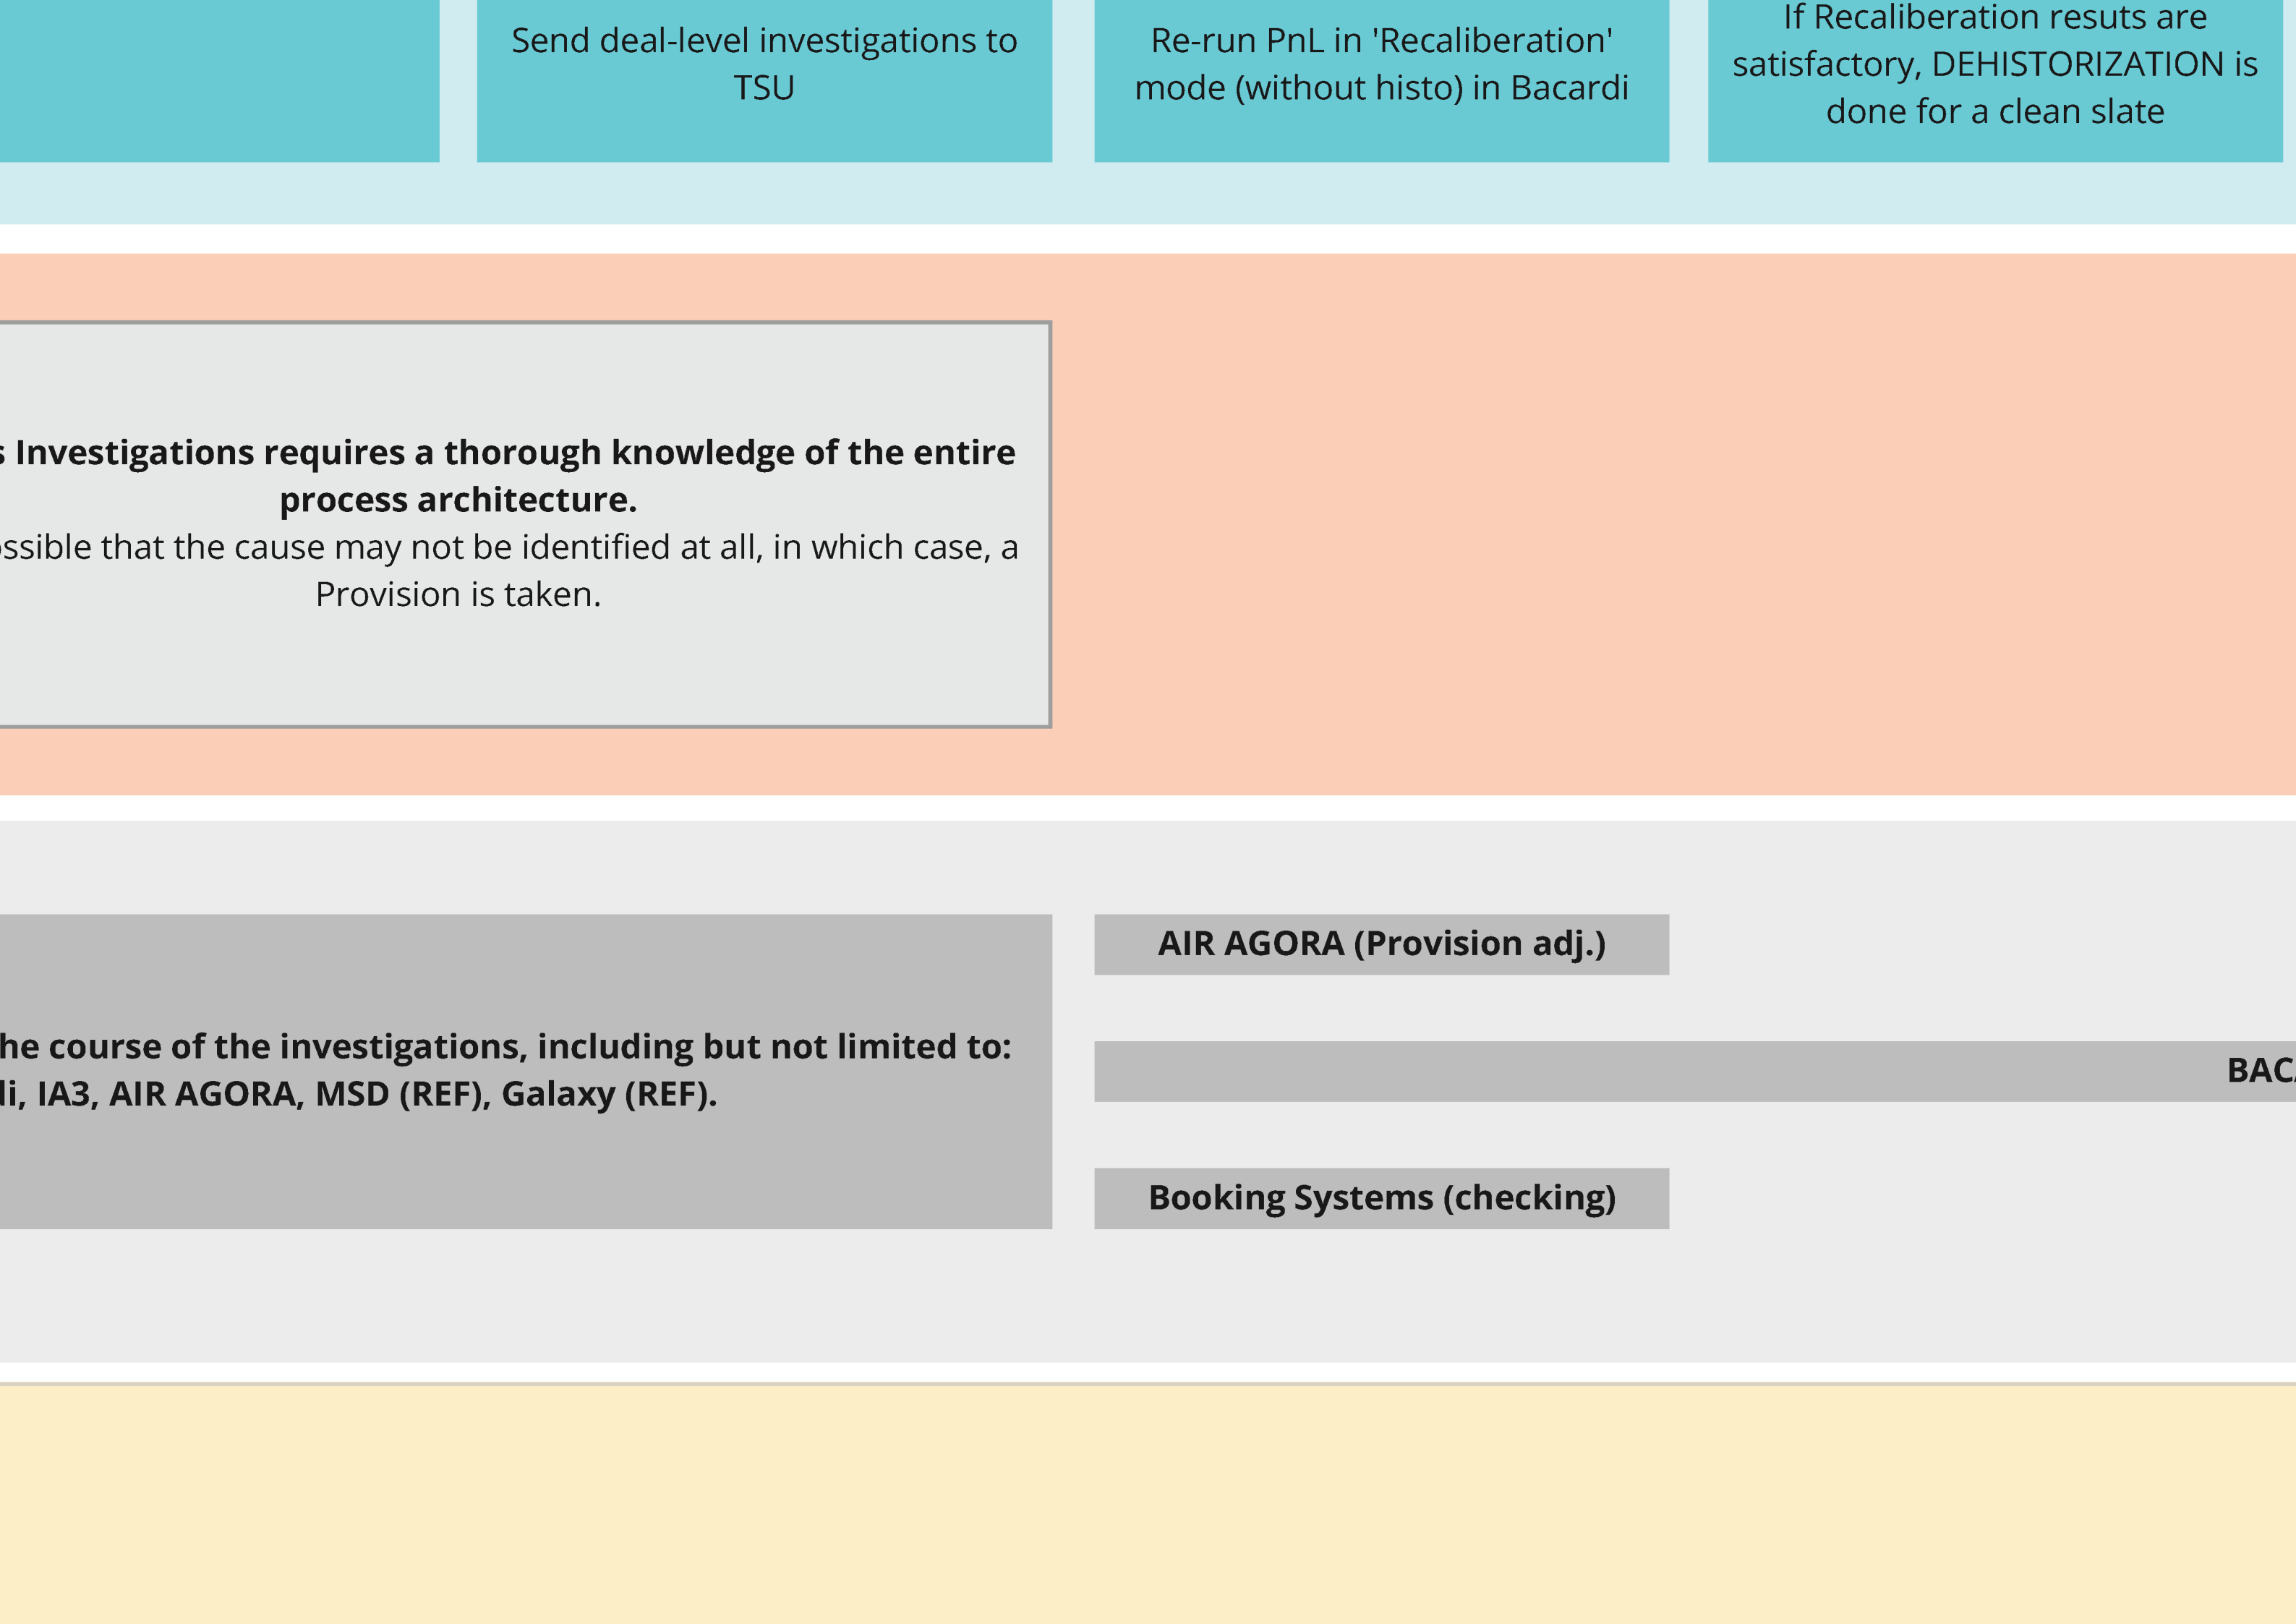 Send deal-level investigations to
TSU
Re-run PnL in 'Recaliberation'
mode (without histo) in Bacardi
If Recaliberation resuts are
satisfactory, DEHISTORIZATION is
done for a clean slate
s Investigations requires a thorough knowledge of the entire
process architecture.
ssible that the cause may not be identified at all, in which case, a
Provision is taken.
he course of the investigations, including but not limited to:
di, IA3, AIR AGORA, MSD (REF), Galaxy (REF).
AIR AGORA (Provision adj.)
BAC
Booking Systems (checking)